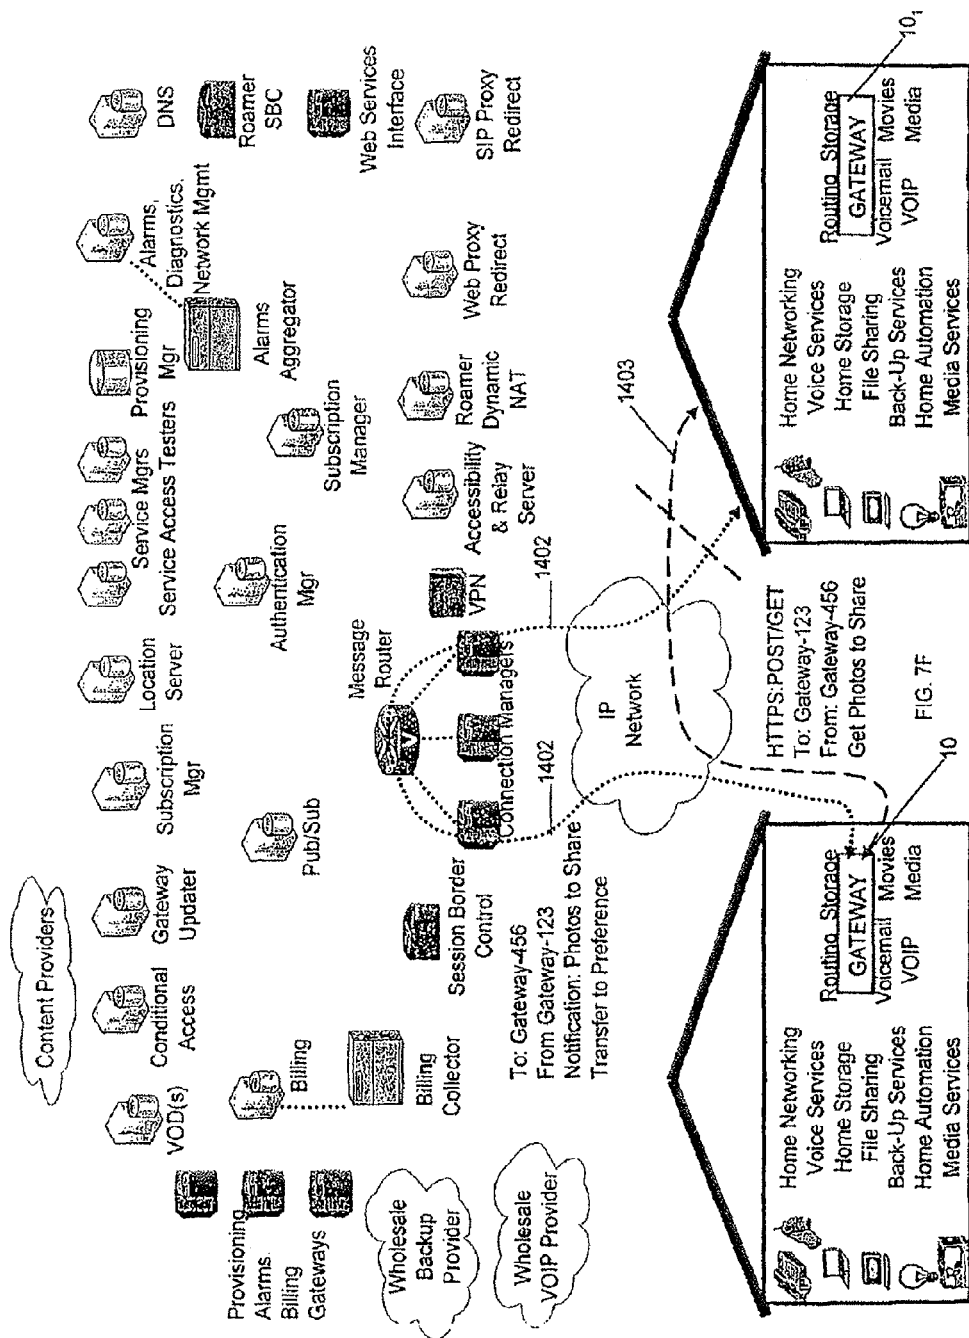 Content Providers
VOD(s)
Conditional
Access
Gateway
Updater
Subscription
Mgr
Location
Server
Service Mgrs
Service Access Testers
Provisioning
Mgr
Alarms,
Diagnostics,
Network Mgmt
DNS
Provisioning
Alarms.
Billing
Gateways
Billing
Pub/Sub
Authentication
Mgr
Subscription
Manager
Alarms
Aggregator
Roamer
SBC
Web Services
Interface
SIP Proxy
Redirect
Wholesale
Backup
Provider
Wholesale
VOIP Provider
Billing
Collector
Session Border
Control
Message
Router
V
Connection Managers
VPN
Accessibility
& Relay
Server
Roamer
Dynamic
NAT
Web Proxy
Redirect
To: Gateway-456
From Gateway-123
Notification: Photos to Share
Transfer to Preference
1402
1402
1403
IP
Network
HTTPS:POST/GET
To: Gateway-123
From: Gateway-456
Get Photos to Share
Home Networking
Voice Services
Home Storage
File Sharing
Back-Up Services
Home Automation
Media Services
Routing Storage
GATEWAY
Voicemail Movies
VOIP Media
10
Home Networking
Voice Services
Home Storage
File Sharing
Back-Up Services
Home Automation
Media Services
Routing Storage
GATEWAY
Voicemail Movies
VOIP Media
10₁
FIG. 7F